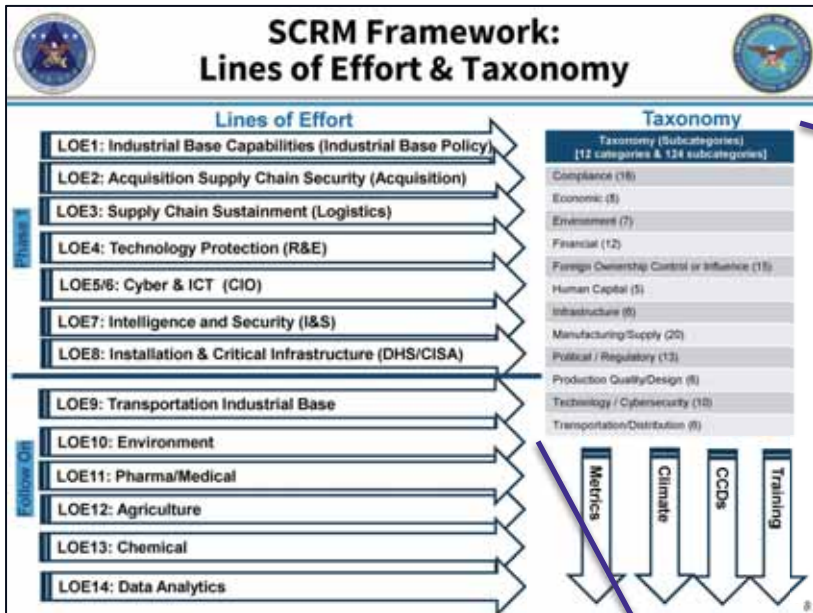 SCRM Framework:
Lines of Effort & Taxonomy
Lines of Effort
Phase 1
LOE1: Industrial Base Capabilities (Industrial Base Policy)
LOE2: Acquisition Supply Chain Security (Acquisition)
LOE3: Supply Chain Sustainment (Logistics)
LOE4: Technology Protection (R&E)
LOE5/6: Cyber & ICT (CIO)
LOE7: Intelligence and Security (I&S)
LOE8: Installation & Critical Infrastructure (DHS/CISA)
Follow On
LOE9: Transportation Industrial Base
LOE10: Environment
LOE11: Pharma/Medical
LOE12: Agriculture
LOE13: Chemical
LOE14: Data Analytics
Taxonomy
Taxonomy (Subcategories)
[12 categories & 124 subcategories]
Compliance (16)
Economic (8)
Environment (7)
Financial (12)
Foreign Ownership Control or Influence (15)
Human Capital (5)
Infrastructure (6)
Manufacturing/Supply (20)
Political / Regulatory (13)
Production Quality/Design (6)
Technology / Cybersecurity (10)
Transportation/Distribution (6)
Metrics
Climate
CCDs
Training
8